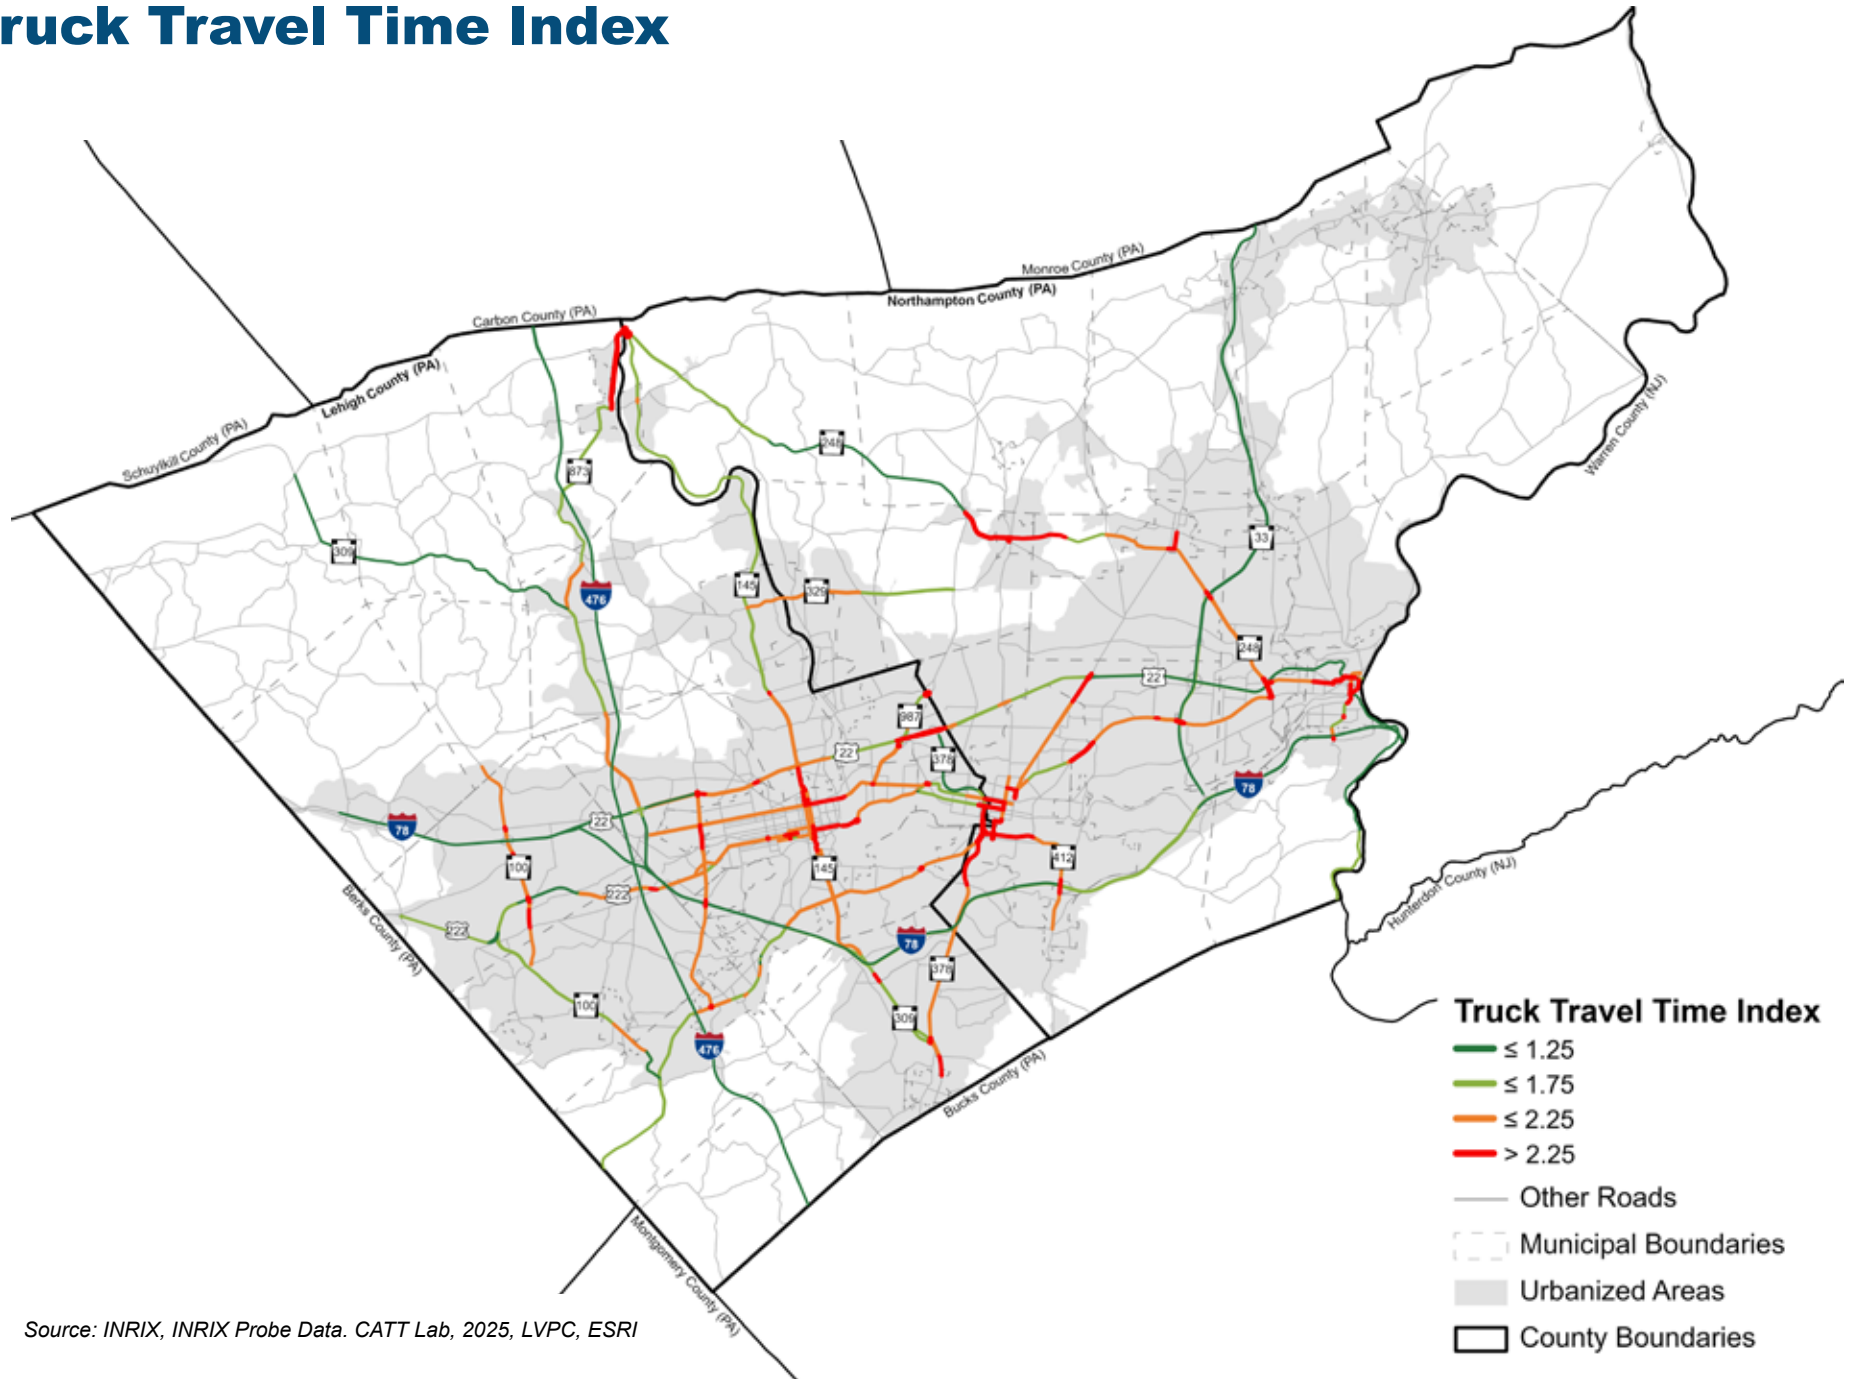 ruck Travel Time Index
Monroe County (PA)
Northampton County (PA)
Carbon County (PA)
Lehigh County (PA)
Schuylkill County (PA)
Warren County (NJ)
248
873
309
33
476
145
329
248
22
987
22
378
78
22
78
100
145
412
222
222
78
378
100
309
476
Berks County (PA)
Hunterdon County (NJ)
Bucks County (PA)
Montgomery County (PA)
Truck Travel Time Index
≤ 1.25
≤ 1.75
≤ 2.25
> 2.25
Other Roads
Municipal Boundaries
Urbanized Areas
County Boundaries
Source: INRIX, INRIX Probe Data. CATT Lab, 2025, LVPC, ESRI